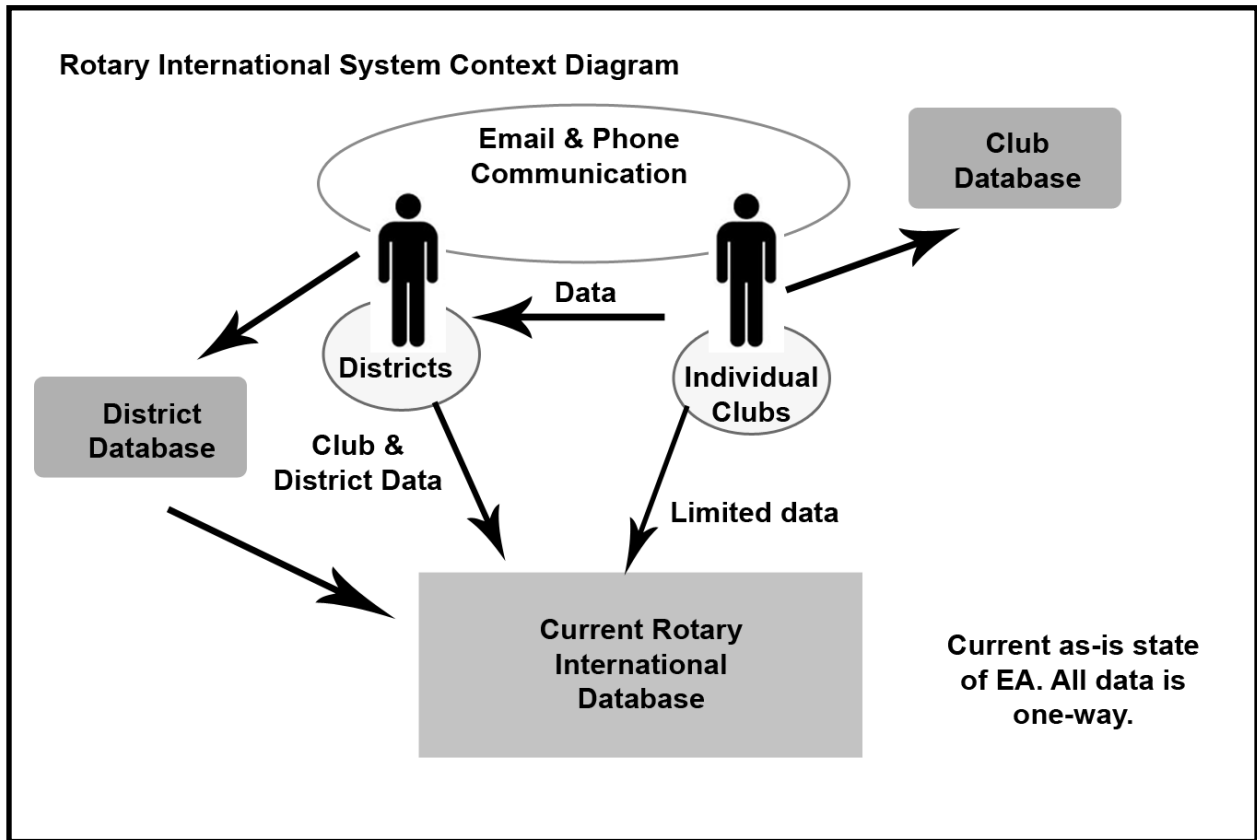 Rotary International System Context Diagram
Email & Phone
Communication
Club
Database
Data
Districts
Individual
Clubs
District
Database
Club &
District Data
Limited data
Current Rotary
International
Database
Current as-is state
of EA. All data is
one-way.